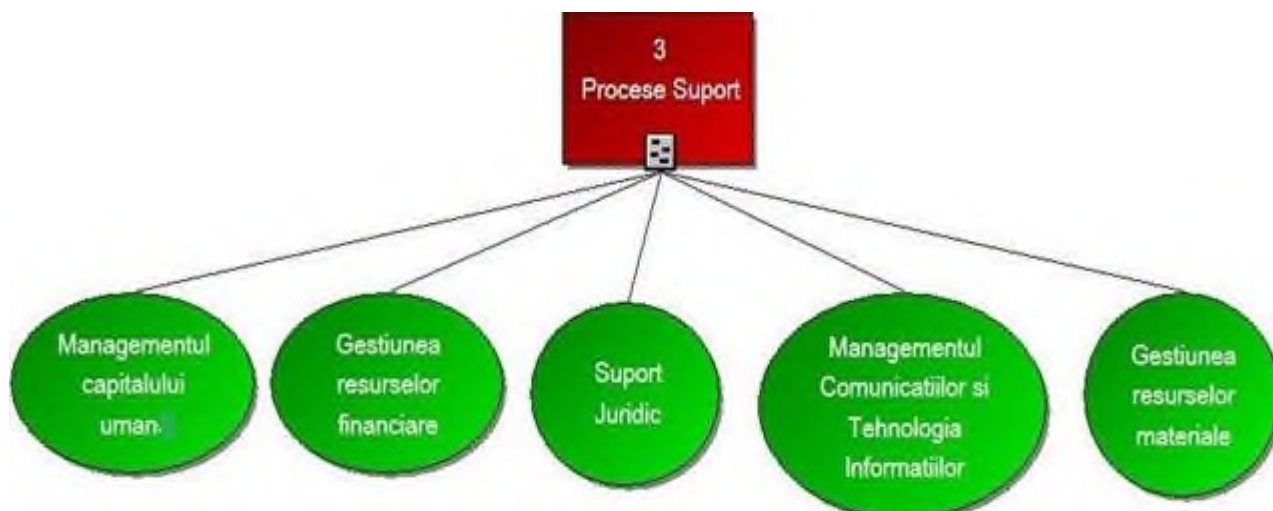 3
Procese Suport
Managementul
capitalului
uman
Gestiunea
resurselor
financiare
Suport
Juridic
Managementul
Comunicatiilor si
Tehnologia
Informatiilor
Gestiunea
resurselor
materiale